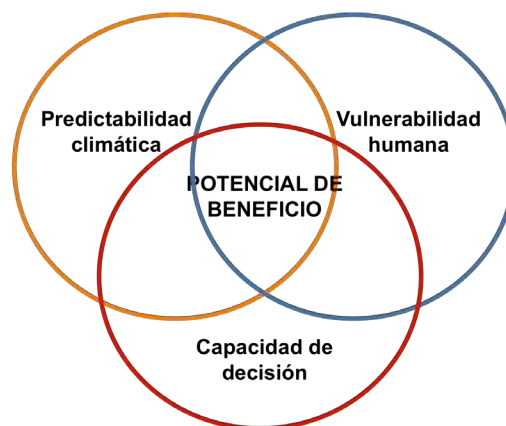 Predictabilidad
climática
Vulnerabilidad
humana
POTENCIAL DE
BENEFICIO
Capacidad de
decisión